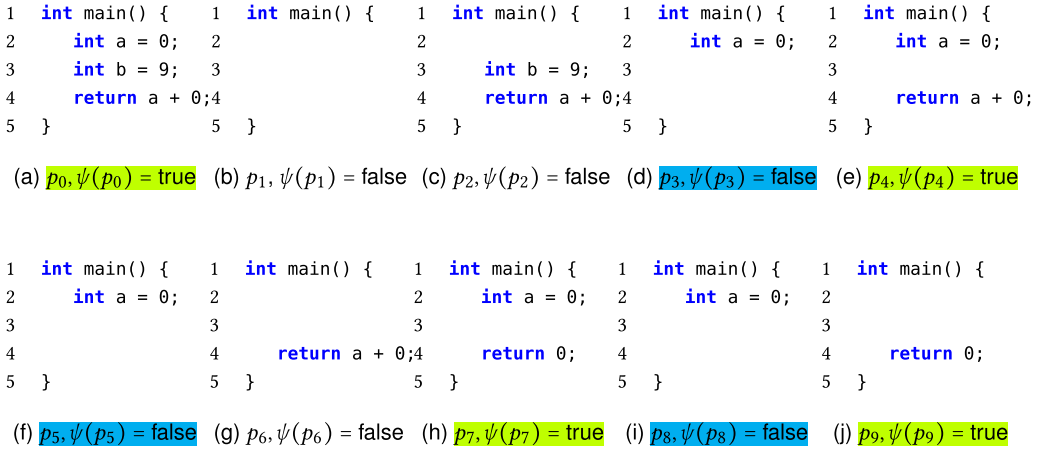 1 int main() {
2 int a = 0;
3 int b = 9;
4 return a + 0;
5 }
(a) p₀, ψ(p₀) = true
1 int main() {
2
3
4
5 }
(b) p₁, ψ(p₁) = false
1 int main() {
2
3 int b = 9;
4 return a + 0;
5 }
(c) p₂, ψ(p₂) = false
1 int main() {
2 int a = 0;
3
4
5 }
(d) p₃, ψ(p₃) = false
1 int main() {
2 int a = 0;
3
4 return a + 0;
5 }
(e) p₄, ψ(p₄) = true
1 int main() {
2 int a = 0;
3
4
5 }
(f) p₅, ψ(p₅) = false
1 int main() {
2
3
4 return a + 0;
5 }
(g) p₆, ψ(p₆) = false
1 int main() {
2 int a = 0;
3
4 return 0;
5 }
(h) p₇, ψ(p₇) = true
1 int main() {
2 int a = 0;
3
4
5 }
(i) p₈, ψ(p₈) = false
1 int main() {
2
3
4 return 0;
5 }
(j) p₉, ψ(p₉) = true